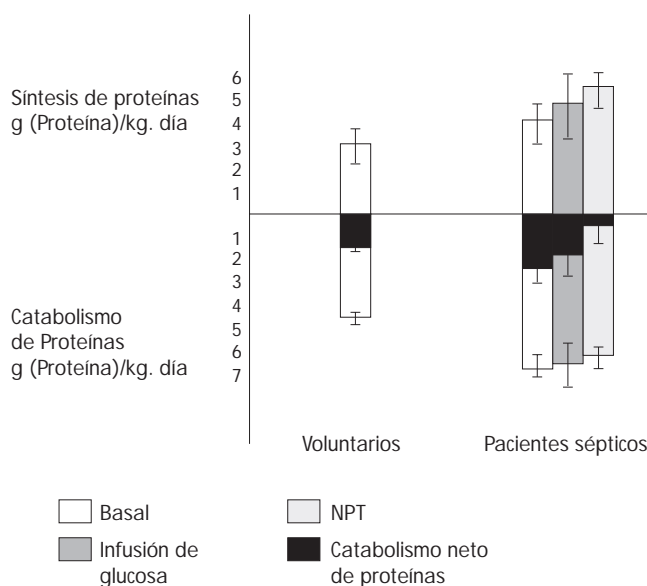 Síntesis de proteínas
g (Proteína)/kg. día
6
5
4
3
2
1
1
2
3
4
5
6
7
Catabolismo
de Proteínas
g (Proteína)/kg. día
Voluntarios
Pacientes sépticos
Basal
NPT
Infusión de
glucosa
Catabolismo neto
de proteínas